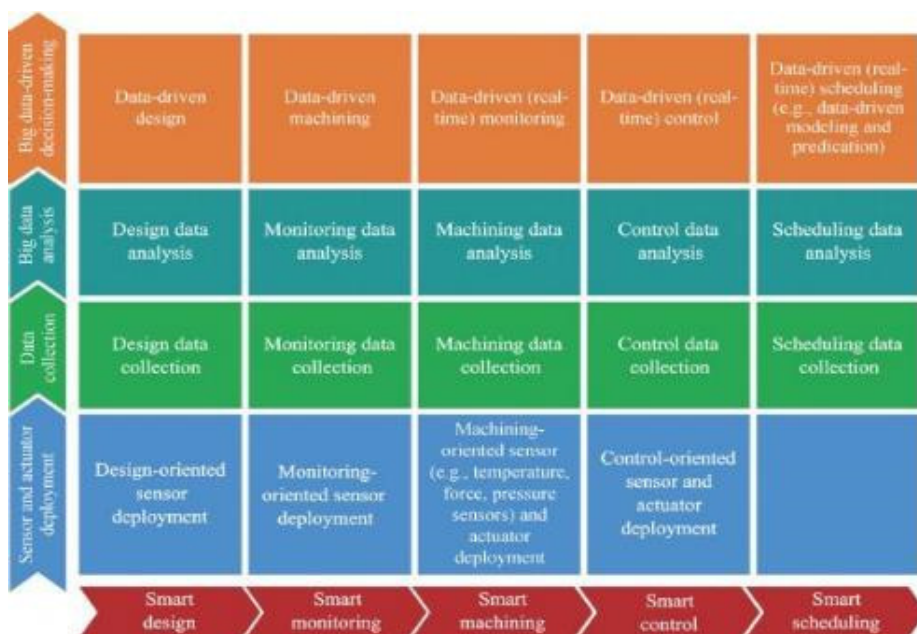 Big data-driven
decision-making
Data-driven
design
Data-driven
machining
Data-driven (real-
time) monitoring
Data-driven (real-
time) control
Data-driven (real-
time) scheduling
(e.g., data-driven
modeling and
predication)
Big data
analysis
Design data
analysis
Monitoring data
analysis
Machining data
analysis
Control data
analysis
Scheduling data
analysis
Data
collection
Design data
collection
Monitoring data
collection
Machining data
collection
Control data
collection
Scheduling data
collection
Sensor and actuator
deployment
Design-oriented
sensor
deployment
Monitoring-
oriented sensor
deployment
Machining-
oriented sensor
(e.g., temperature,
force, pressure
sensors) and
actuator
deployment
Control-oriented
sensor and
actuator
deployment
Smart
design
Smart
monitoring
Smart
machining
Smart
control
Smart
scheduling